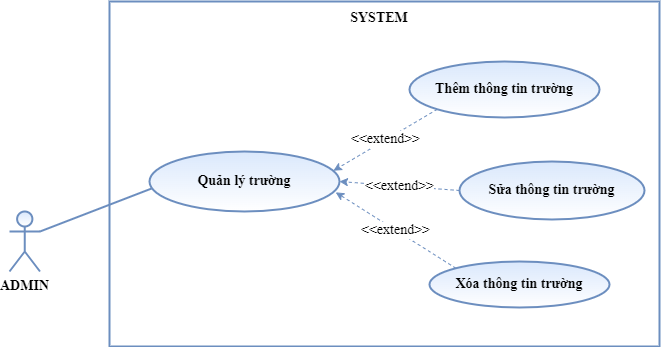 SYSTEM
Thêm thông tin trường
<<extend>>
Quản lý trường
<<extend>>
Sửa thông tin trường
<<extend>>
ADMIN
Xóa thông tin trường